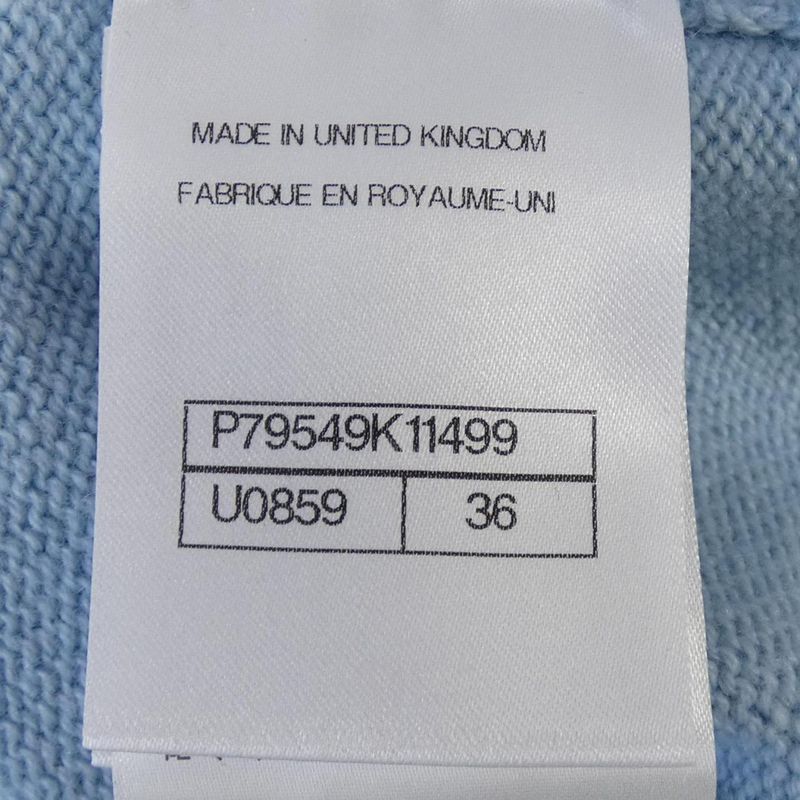 MADE IN UNITED KINGDOM
FABRIQUE EN ROYAUME-UNI
P79549K11499
U0859 36